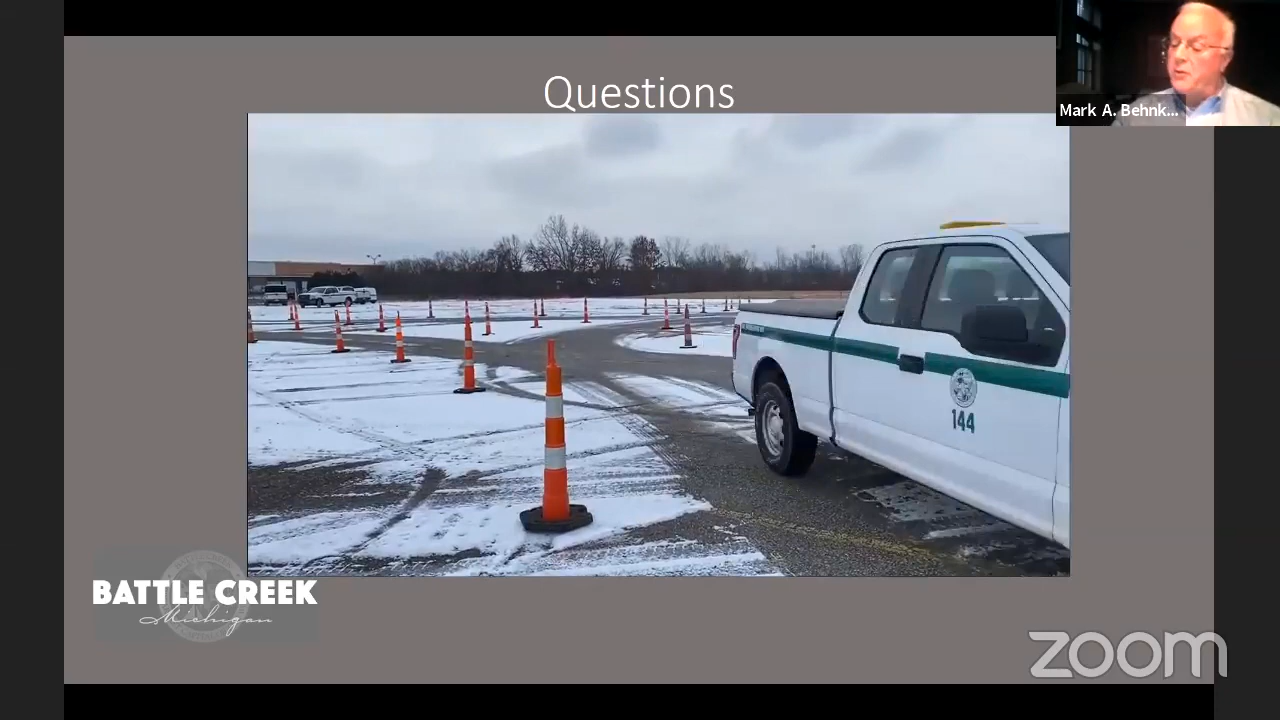 Questions
Mark A. Behnk...
144
BATTLE CREEK
Michigan
zoom